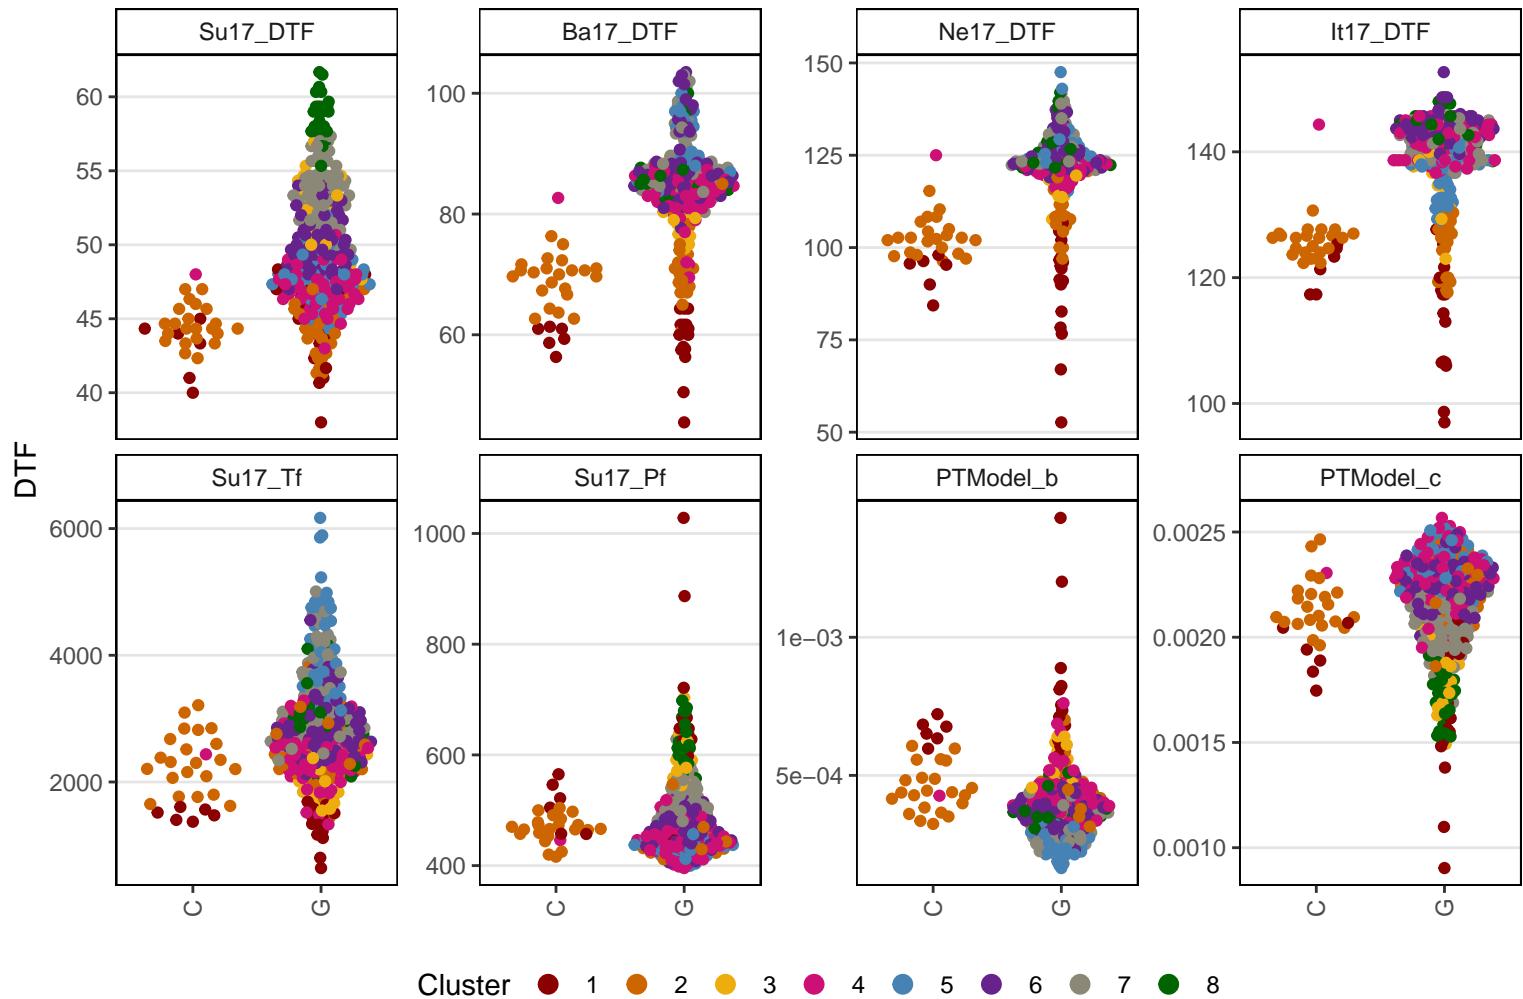 Su17_DTF
Ba17_DTF
Ne17_DTF
It17_DTF
60
55
50
45
40
100
80
60
150
125
100
75
50
140
120
100
DTF
Su17_Tf
Su17_Pf
PTModel_b
PTModel_c
6000
4000
2000
1000
800
600
400
1e−03
5e−04
0.0025
0.0020
0.0015
0.0010
C
G
C
G
C
G
C
G
Cluster 1 2 3 4 5 6 7 8